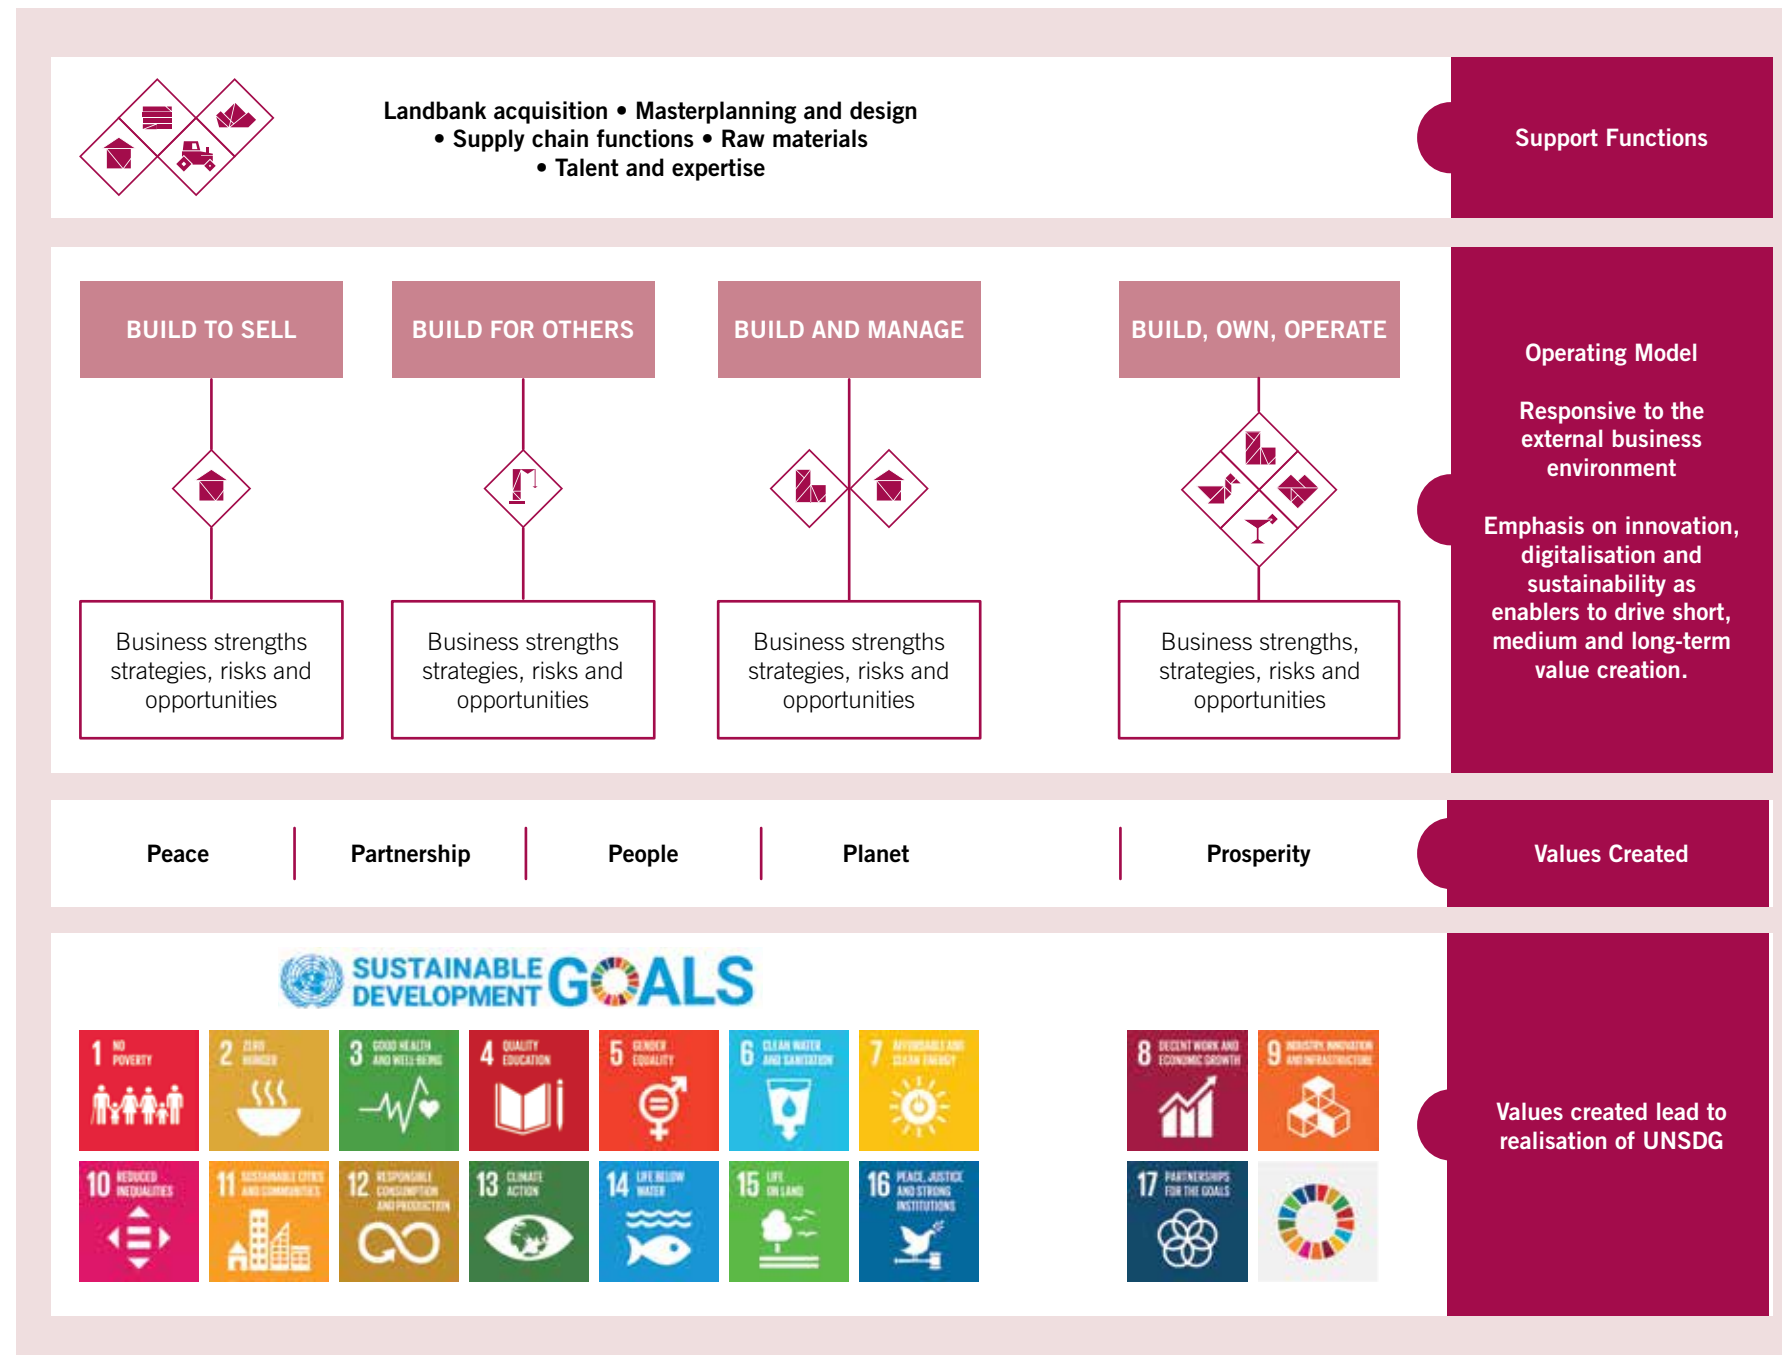 Landbank acquisition • Masterplanning and design
• Supply chain functions • Raw materials
• Talent and expertise
Support Functions
BUILD TO SELL
BUILD FOR OTHERS
BUILD AND MANAGE
BUILD, OWN, OPERATE
Business strengths
strategies, risks and
opportunities
Business strengths
strategies, risks and
opportunities
Business strengths
strategies, risks and
opportunities
Business strengths,
strategies, risks and
opportunities
Operating Model
Responsive to the
external business
environment
Emphasis on innovation,
digitalisation and
sustainability as
enablers to drive short,
medium and long-term
value creation.
Peace
Partnership
People
Planet
Prosperity
Values Created
SUSTAINABLE
DEVELOPMENT
GOALS
1 NO
POVERTY
2 ZERO
HUNGER
3 GOOD HEALTH
AND WELL-BEING
4 QUALITY
EDUCATION
5 GENDER
EQUALITY
6 CLEAN WATER
AND SANITATION
7 AFFORDABLE AND
CLEAN ENERGY
8 DECENT WORK AND
ECONOMIC GROWTH
9 INDUSTRY, INNOVATION
AND INFRASTRUCTURE
10 REDUCED
INEQUALITIES
11 SUSTAINABLE CITIES
AND COMMUNITIES
12 RESPONSIBLE
CONSUMPTION
AND PRODUCTION
13 CLIMATE
ACTION
14 LIFE BELOW
WATER
15 LIFE
ON LAND
16 PEACE, JUSTICE
AND STRONG
INSTITUTIONS
17 PARTNERSHIPS
FOR THE GOALS
Values created lead to
realisation of UNSDG